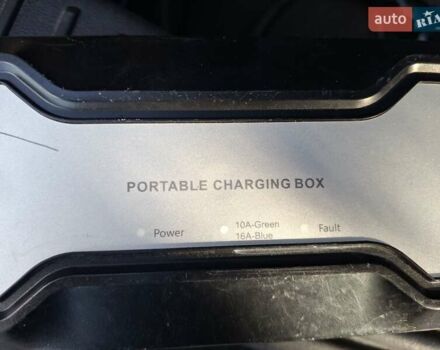 auto RIA
PORTABLE CHARGING BOX
Power
10A-Green
16A-Blue
Fault